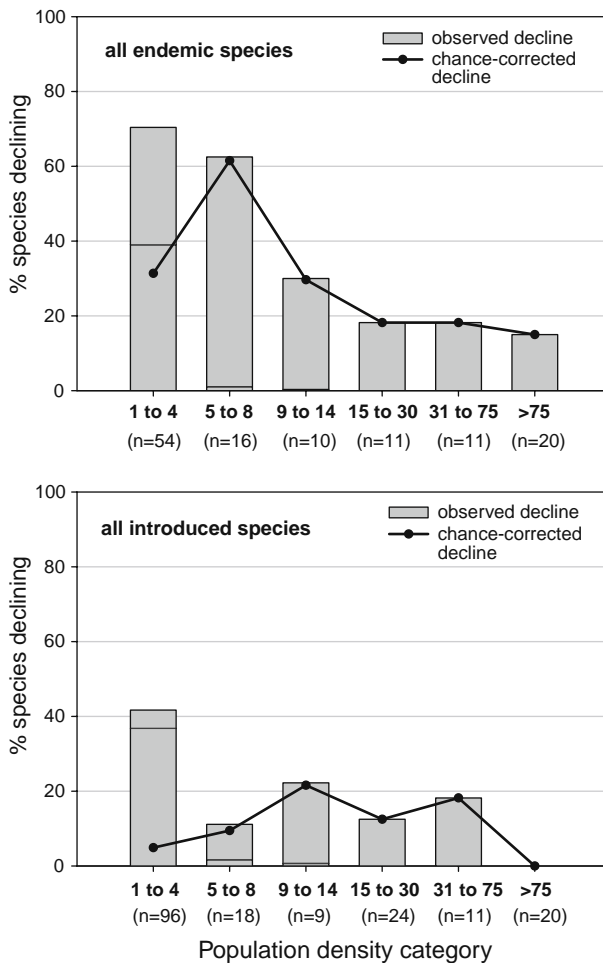 100
80
60
40
20
0
% species declining
all endemic species
observed decline
chance-corrected
decline
1 to 4 5 to 8 9 to 14 15 to 30 31 to 75 >75
(n=54) (n=16) (n=10) (n=11) (n=11) (n=20)
100
80
60
40
20
0
% species declining
all introduced species
observed decline
chance-corrected
decline
1 to 4 5 to 8 9 to 14 15 to 30 31 to 75 >75
(n=96) (n=18) (n=9) (n=24) (n=11) (n=20)
Population density category